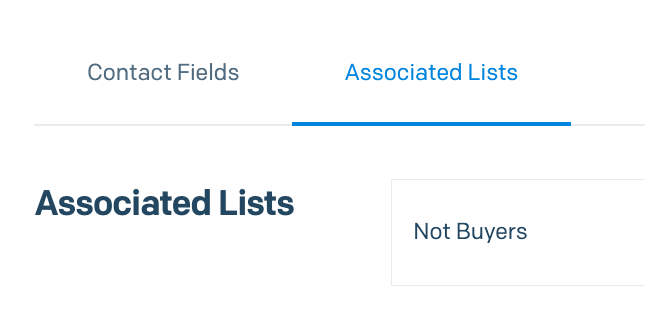 Contact Fields
Associated Lists
Associated Lists
Not Buyers